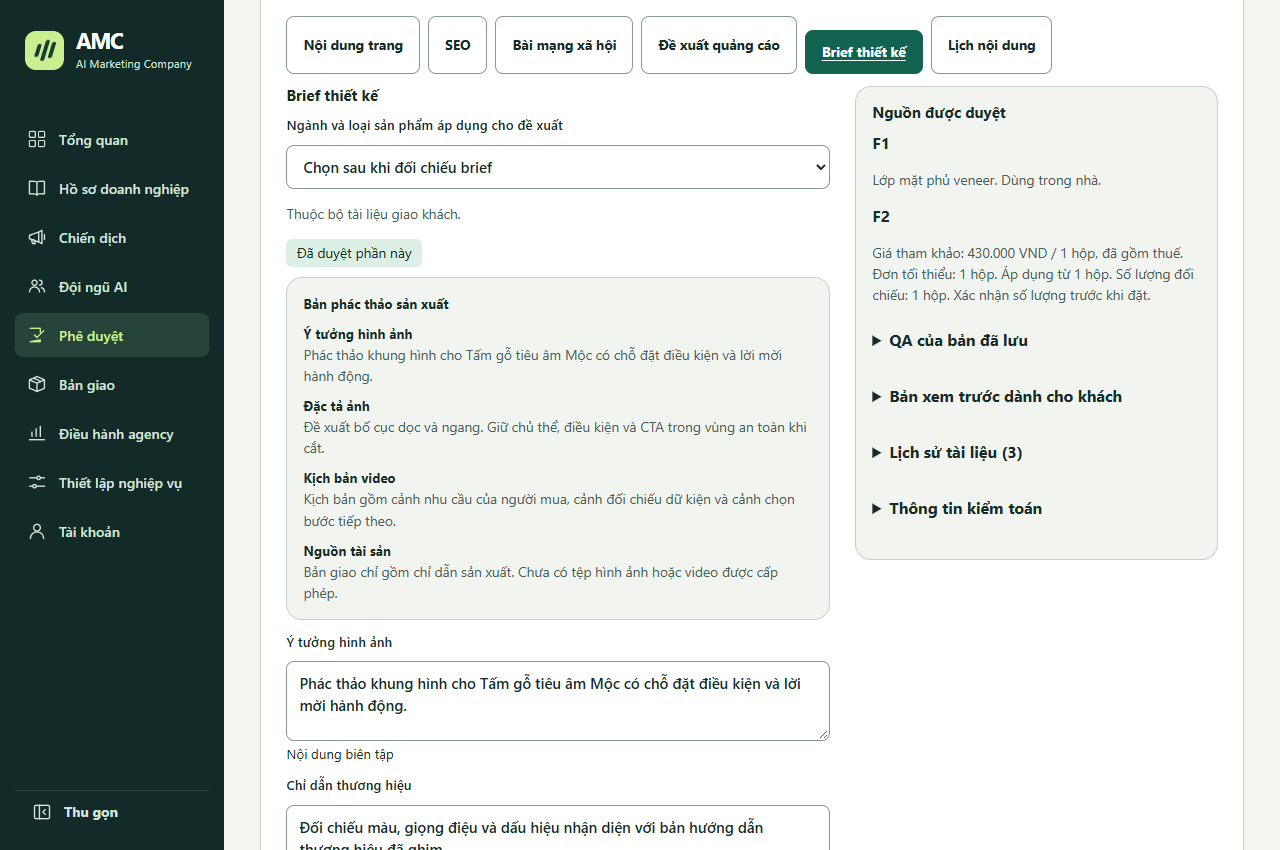 AMC
AI Marketing Company
Tổng quan
Hồ sơ doanh nghiệp
Chiến dịch
Đội ngũ AI
Phê duyệt
Bản giao
Điều hành agency
Thiết lập nghiệp vụ
Tài khoản
Thu gọn
Nội dung trang
SEO
Bài mạng xã hội
Đề xuất quảng cáo
Brief thiết kế
Lịch nội dung
Brief thiết kế
Ngành và loại sản phẩm áp dụng cho đề xuất
Chọn sau khi đối chiếu brief
Thuộc bộ tài liệu giao khách.
Đã duyệt phần này
Bản phác thảo sản xuất
Ý tưởng hình ảnh
Phác thảo khung hình cho Tấm gỗ tiêu âm Mộc có chỗ đặt điều kiện và lời mời
hành động.
Đặc tả ảnh
Đề xuất bố cục dọc và ngang. Giữ chủ thể, điều kiện và CTA trong vùng an toàn khi
cắt.
Kịch bản video
Kịch bản gồm cảnh nhu cầu của người mua, cảnh đối chiếu dữ kiện và cảnh chọn
bước tiếp theo.
Nguồn tài sản
Bản giao chỉ gồm chỉ dẫn sản xuất. Chưa có tệp hình ảnh hoặc video được cấp
phép.
Ý tưởng hình ảnh
Phác thảo khung hình cho Tấm gỗ tiêu âm Mộc có chỗ đặt điều kiện và lời
mời hành động.
Nội dung biên tập
Chỉ dẫn thương hiệu
Đối chiếu màu, giọng điệu và dấu hiệu nhận diện với bản hướng dẫn
thương hiệu đã ghim.
Nguồn được duyệt
F1
Lớp mặt phủ veneer. Dùng trong nhà.
F2
Giá tham khảo: 430.000 VND / 1 hộp, đã gồm thuế.
Đơn tối thiểu: 1 hộp. Áp dụng từ 1 hộp. Số lượng đối
chiếu: 1 hộp. Xác nhận số lượng trước khi đặt.
QA của bản đã lưu
Bản xem trước dành cho khách
Lịch sử tài liệu (3)
Thông tin kiểm toán